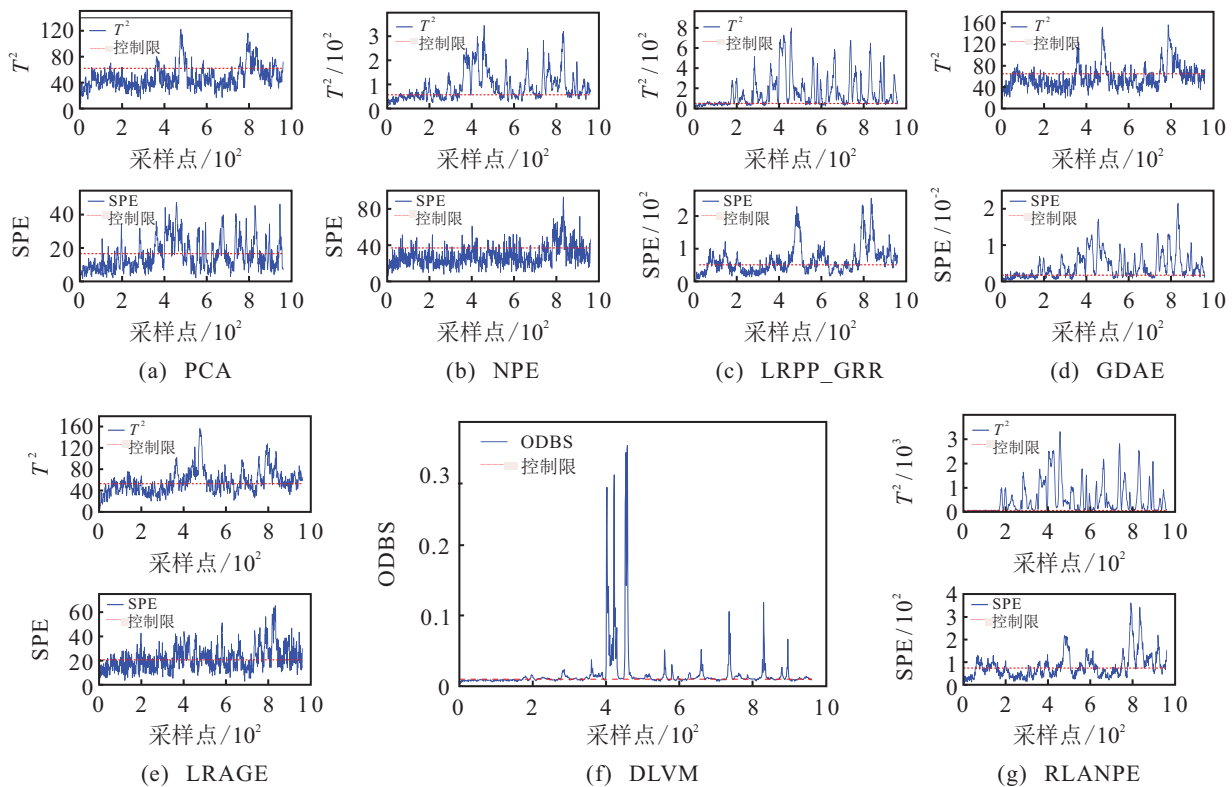 T²
控制限
120
80
40
0
T²
0 2 4 6 8 10
采样点/10²
SPE
控制限
40
20
0
SPE
0 2 4 6 8 10
采样点/10²
(a) PCA
T²
控制限
3
2
1
0
T²/10²
0 2 4 6 8 10
采样点/10²
SPE
控制限
80
40
0
SPE
0 2 4 6 8 10
采样点/10²
(b) NPE
T²
控制限
8
6
4
2
0
T²/10²
0 2 4 6 8 10
采样点/10²
SPE
控制限
2
1
0
SPE/10²
0 2 4 6 8 10
采样点/10²
(c) LRPP_GRR
T²
控制限
160
120
80
40
0
T²
0 2 4 6 8 10
采样点/10²
SPE
控制限
2
1
0
SPE/10⁻²
0 2 4 6 8 10
采样点/10²
(d) GDAE
T²
控制限
160
120
80
40
0
T²
0 2 4 6 8 10
采样点/10²
SPE
控制限
60
40
20
0
SPE
0 2 4 6 8 10
采样点/10²
(e) LRAGE
ODBS
控制限
0.3
0.2
0.1
0
ODBS
0 2 4 6 8 10
采样点/10²
(f) DLVM
T²
控制限
3
2
1
0
T²/10³
0 2 4 6 8 10
采样点/10²
SPE
控制限
4
3
2
1
0
SPE/10²
0 2 4 6 8 10
采样点/10²
(g) RLANPE